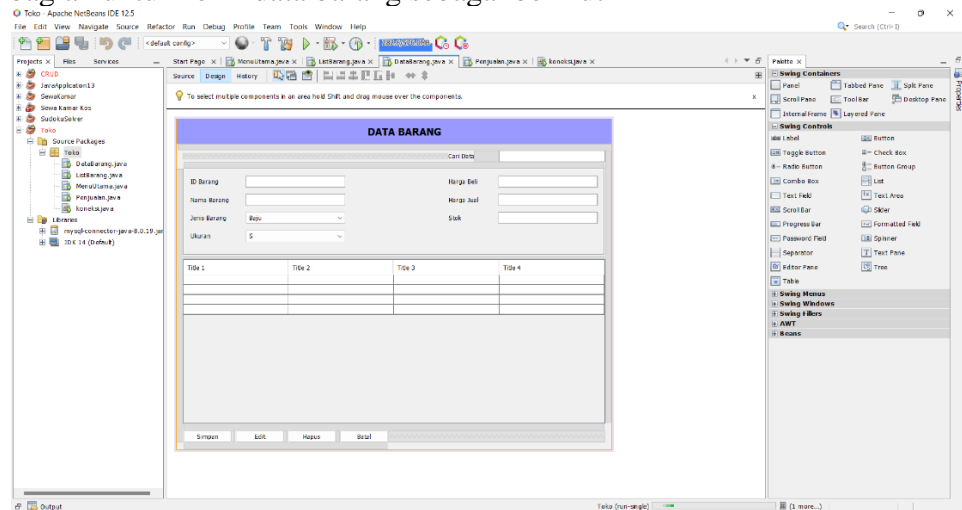 Toko - Apache NetBeans IDE 12.5
File Edit View Navigate Source Refactor Run Debug Profile Team Tools Window Help
Search (Ctrl+I)
<default config>
Projects Files Services
Start Page MenuUtama.java ListBarang.java DataBarang.java Penjualan.java koneksi.java
Source Design History
To select multiple components in an area hold Shift and drag mouse over the components.
CRUD
JavaApplication13
SewaKamar
Sewa Kamar Kos
SudokuSolver
Toko
Source Packages
Toko
DataBarang.java
ListBarang.java
MenuUtama.java
Penjualan.java
koneksi.java
Libraries
mysql-connector-java-8.0.19.jar
JDK 14 (Default)
DATA BARANG
Cari Data
ID Barang
Harga Beli
Nama Barang
Harga Jual
Jenis Barang Baju
Stok
Ukuran S
Title 1 Title 2 Title 3 Title 4
Simpan Edit Hapus Batal
Palette
Properties
Swing Containers
Panel Tabbed Pane Split Pane
Scroll Pane Tool Bar Desktop Pane
Internal Frame Layered Pane
Swing Controls
Label Button
Toggle Button Check Box
Radio Button Button Group
Combo Box List
Text Field Text Area
Scroll Bar Slider
Progress Bar Formatted Field
Password Field Spinner
Separator Text Pane
Editor Pane Tree
Table
Swing Menus
Swing Windows
Swing Fillers
AWT
Beans
Output
Toko (run-single)
(1 more...)